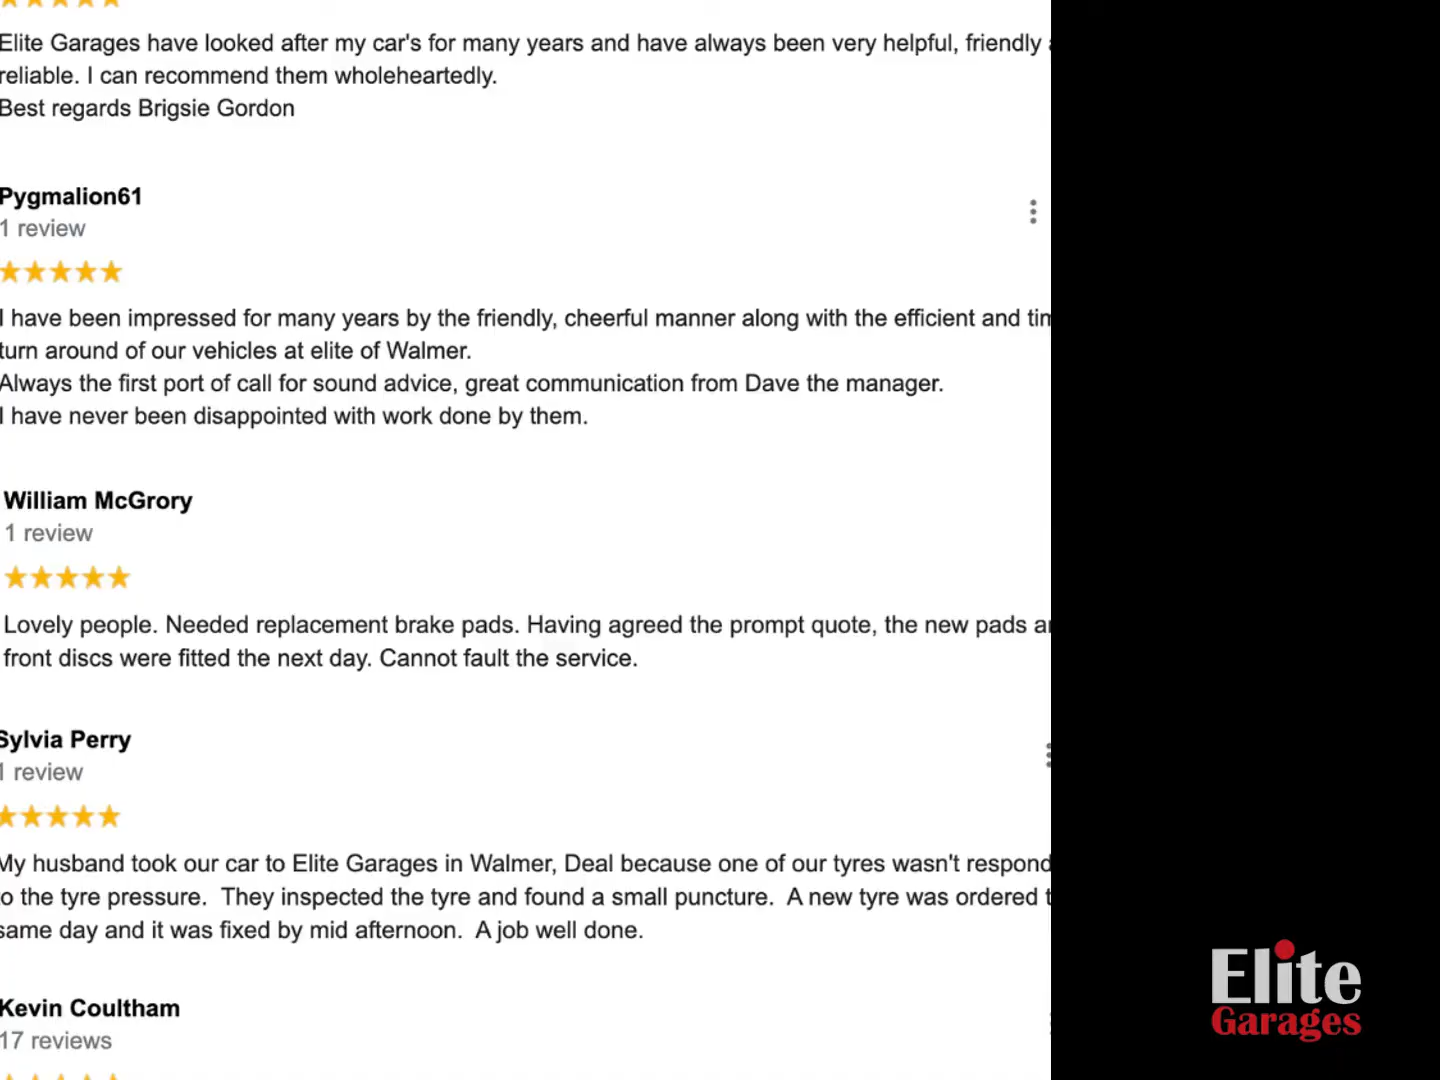 Elite Garages have looked after my car's for many years and have always been very helpful, friendly
reliable. I can recommend them wholeheartedly.
Best regards Brigsie Gordon
Pygmalion61
1 review
I have been impressed for many years by the friendly, cheerful manner along with the efficient and
turn around of our vehicles at elite of Walmer.
Always the first port of call for sound advice, great communication from Dave the manager.
I have never been disappointed with work done by them.
William McGrory
1 review
Lovely people. Needed replacement brake pads. Having agreed the prompt quote, the new pads
front discs were fitted the next day. Cannot fault the service.
Sylvia Perry
1 review
My husband took our car to Elite Garages in Walmer, Deal because one of our tyres wasn't respond
to the tyre pressure.  They inspected the tyre and found a small puncture.  A new tyre was ordered
same day and it was fixed by mid afternoon.  A job well done.
Kevin Coultham
17 reviews
Elite
Garages